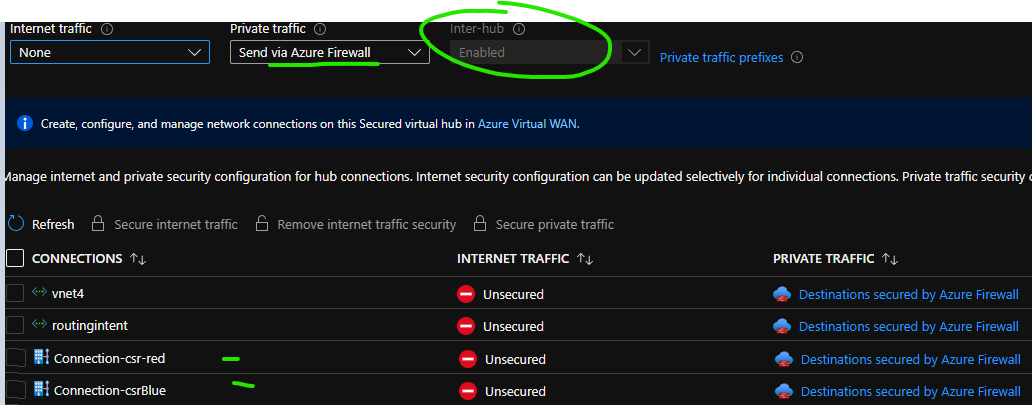 Internet traffic Private traffic Inter-hub
None Send via Azure Firewall Enabled Private traffic prefixes
Create, configure, and manage network connections on this Secured virtual hub in Azure Virtual WAN.
Manage internet and private security configuration for hub connections. Internet security configuration can be updated selectively for individual connections. Private traffic security
Refresh Secure internet traffic Remove internet traffic security Secure private traffic
CONNECTIONS INTERNET TRAFFIC PRIVATE TRAFFIC
vnet4 Unsecured Destinations secured by Azure Firewall
routingintent Unsecured Destinations secured by Azure Firewall
Connection-csr-red Unsecured Destinations secured by Azure Firewall
Connection-csrBlue Unsecured Destinations secured by Azure Firewall